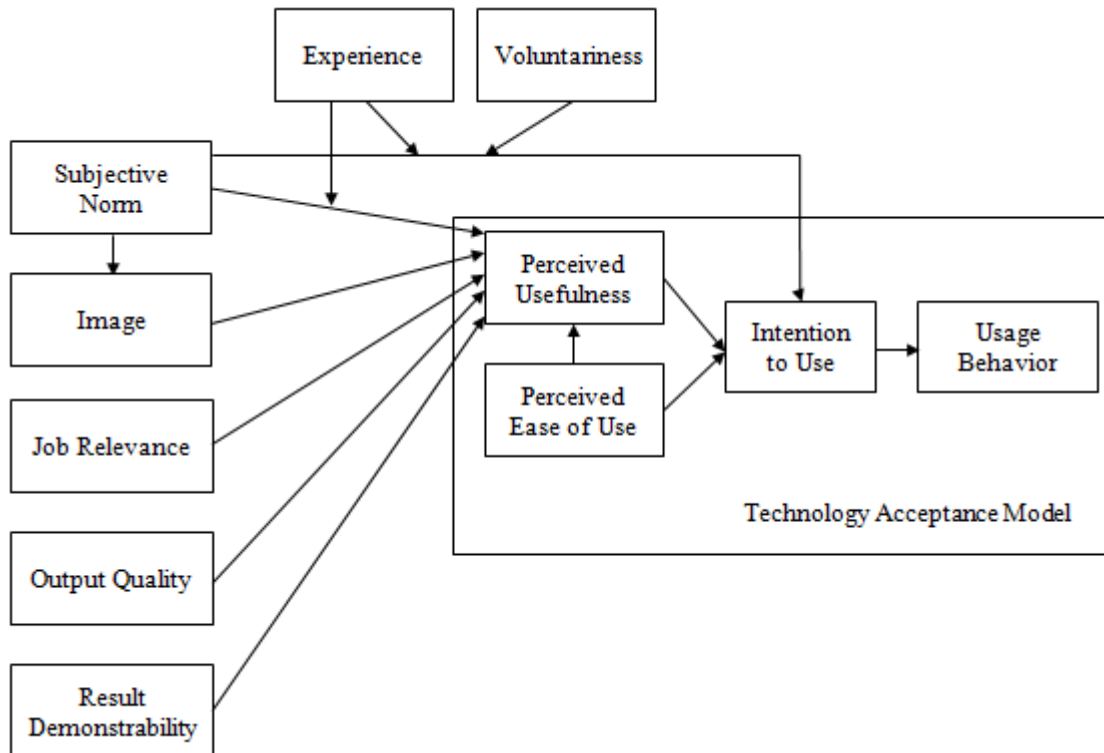 Experience
Voluntariness
Subjective
Norm
Image
Job Relevance
Output Quality
Result
Demonstrability
Perceived
Usefulness
Perceived
Ease of Use
Intention
to Use
Usage
Behavior
Technology Acceptance Model